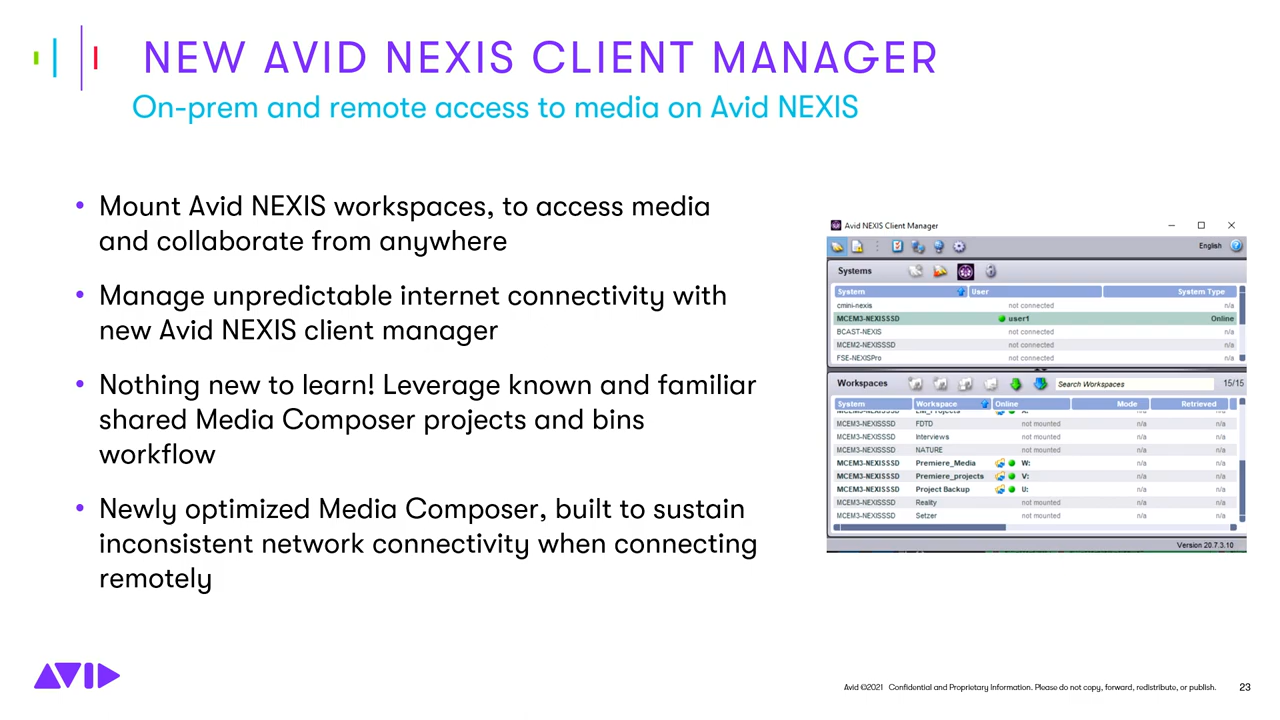 NEW AVID NEXIS CLIENT MANAGER
On-prem and remote access to media on Avid NEXIS
• Mount Avid NEXIS workspaces, to access media
and collaborate from anywhere
• Manage unpredictable internet connectivity with
new Avid NEXIS client manager
• Nothing new to learn! Leverage known and familiar
shared Media Composer projects and bins
workflow
• Newly optimized Media Composer, built to sustain
inconsistent network connectivity when connecting
remotely
Avid NEXIS Client Manager
English
Systems
System User System Type
cmini-nexis not connected n/a
MCEM3-NEXISSSD user1 Online
BCAST-NEXIS not connected n/a
MCEM2-NEXISSSD not connected n/a
FSE-NEXISPro not connected n/a
Workspaces Search Workspaces 15/15
System Workspace Online Mode Retrieved
MCEM3-NEXISSSD n/a n/a
MCEM3-NEXISSSD FDTD not mounted n/a n/a
MCEM3-NEXISSSD Interviews not mounted n/a n/a
MCEM3-NEXISSSD NATURE not mounted n/a n/a
MCEM3-NEXISSSD Premiere_Media W: n/a n/a
MCEM3-NEXISSSD Premiere_projects V: n/a n/a
MCEM3-NEXISSSD Project Backup U: n/a n/a
MCEM3-NEXISSSD Reality not mounted n/a n/a
MCEM3-NEXISSSD Setzer not mounted n/a n/a
Version 20.7.3.10
AVID
Avid ©2021 Confidential and Proprietary Information. Please do not copy, forward, redistribute, or publish. 23